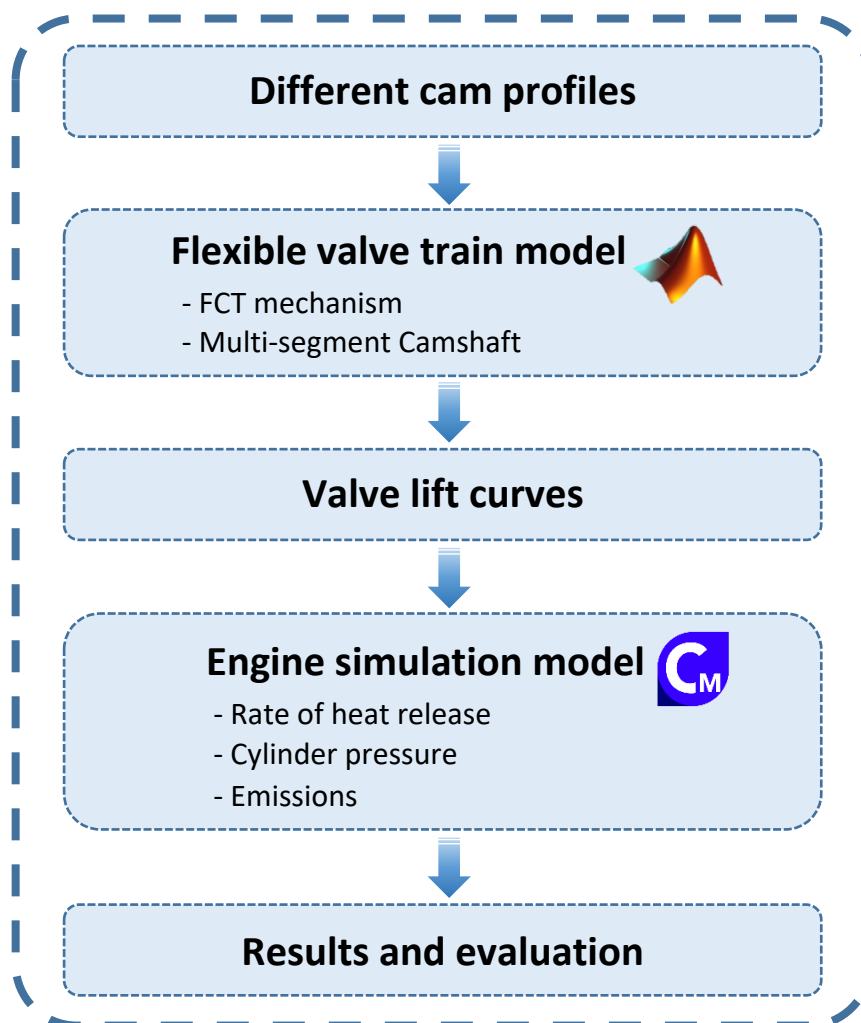 Different cam profiles
Flexible valve train model
- FCT mechanism
- Multi-segment Camshaft
Valve lift curves
Engine simulation model
CM
- Rate of heat release
- Cylinder pressure
- Emissions
Results and evaluation